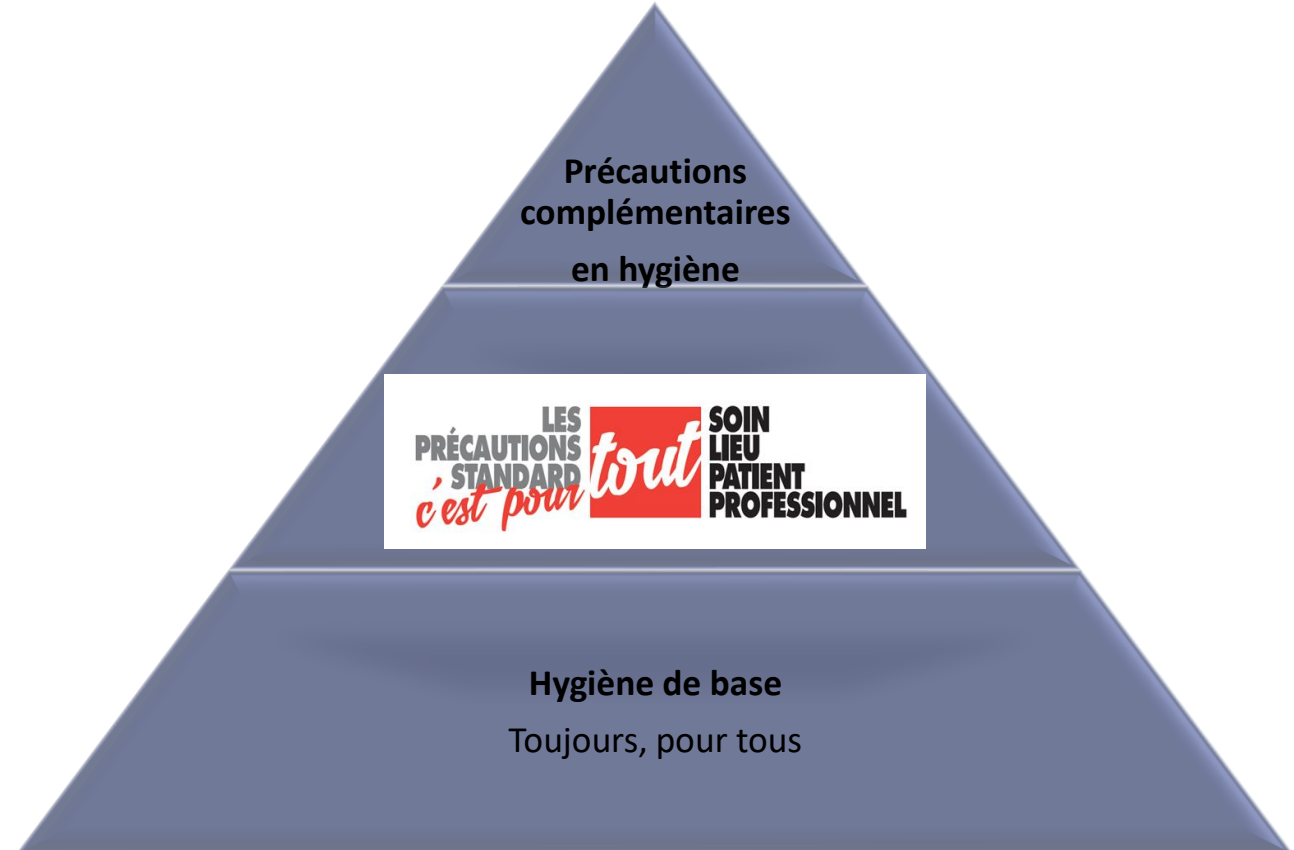 Précautions
complémentaires
en hygiène
LES
PRÉCAUTIONS
STANDARD
c'est pour
tout
SOIN
LIEU
PATIENT
PROFESSIONNEL
Hygiène de base
Toujours, pour tous